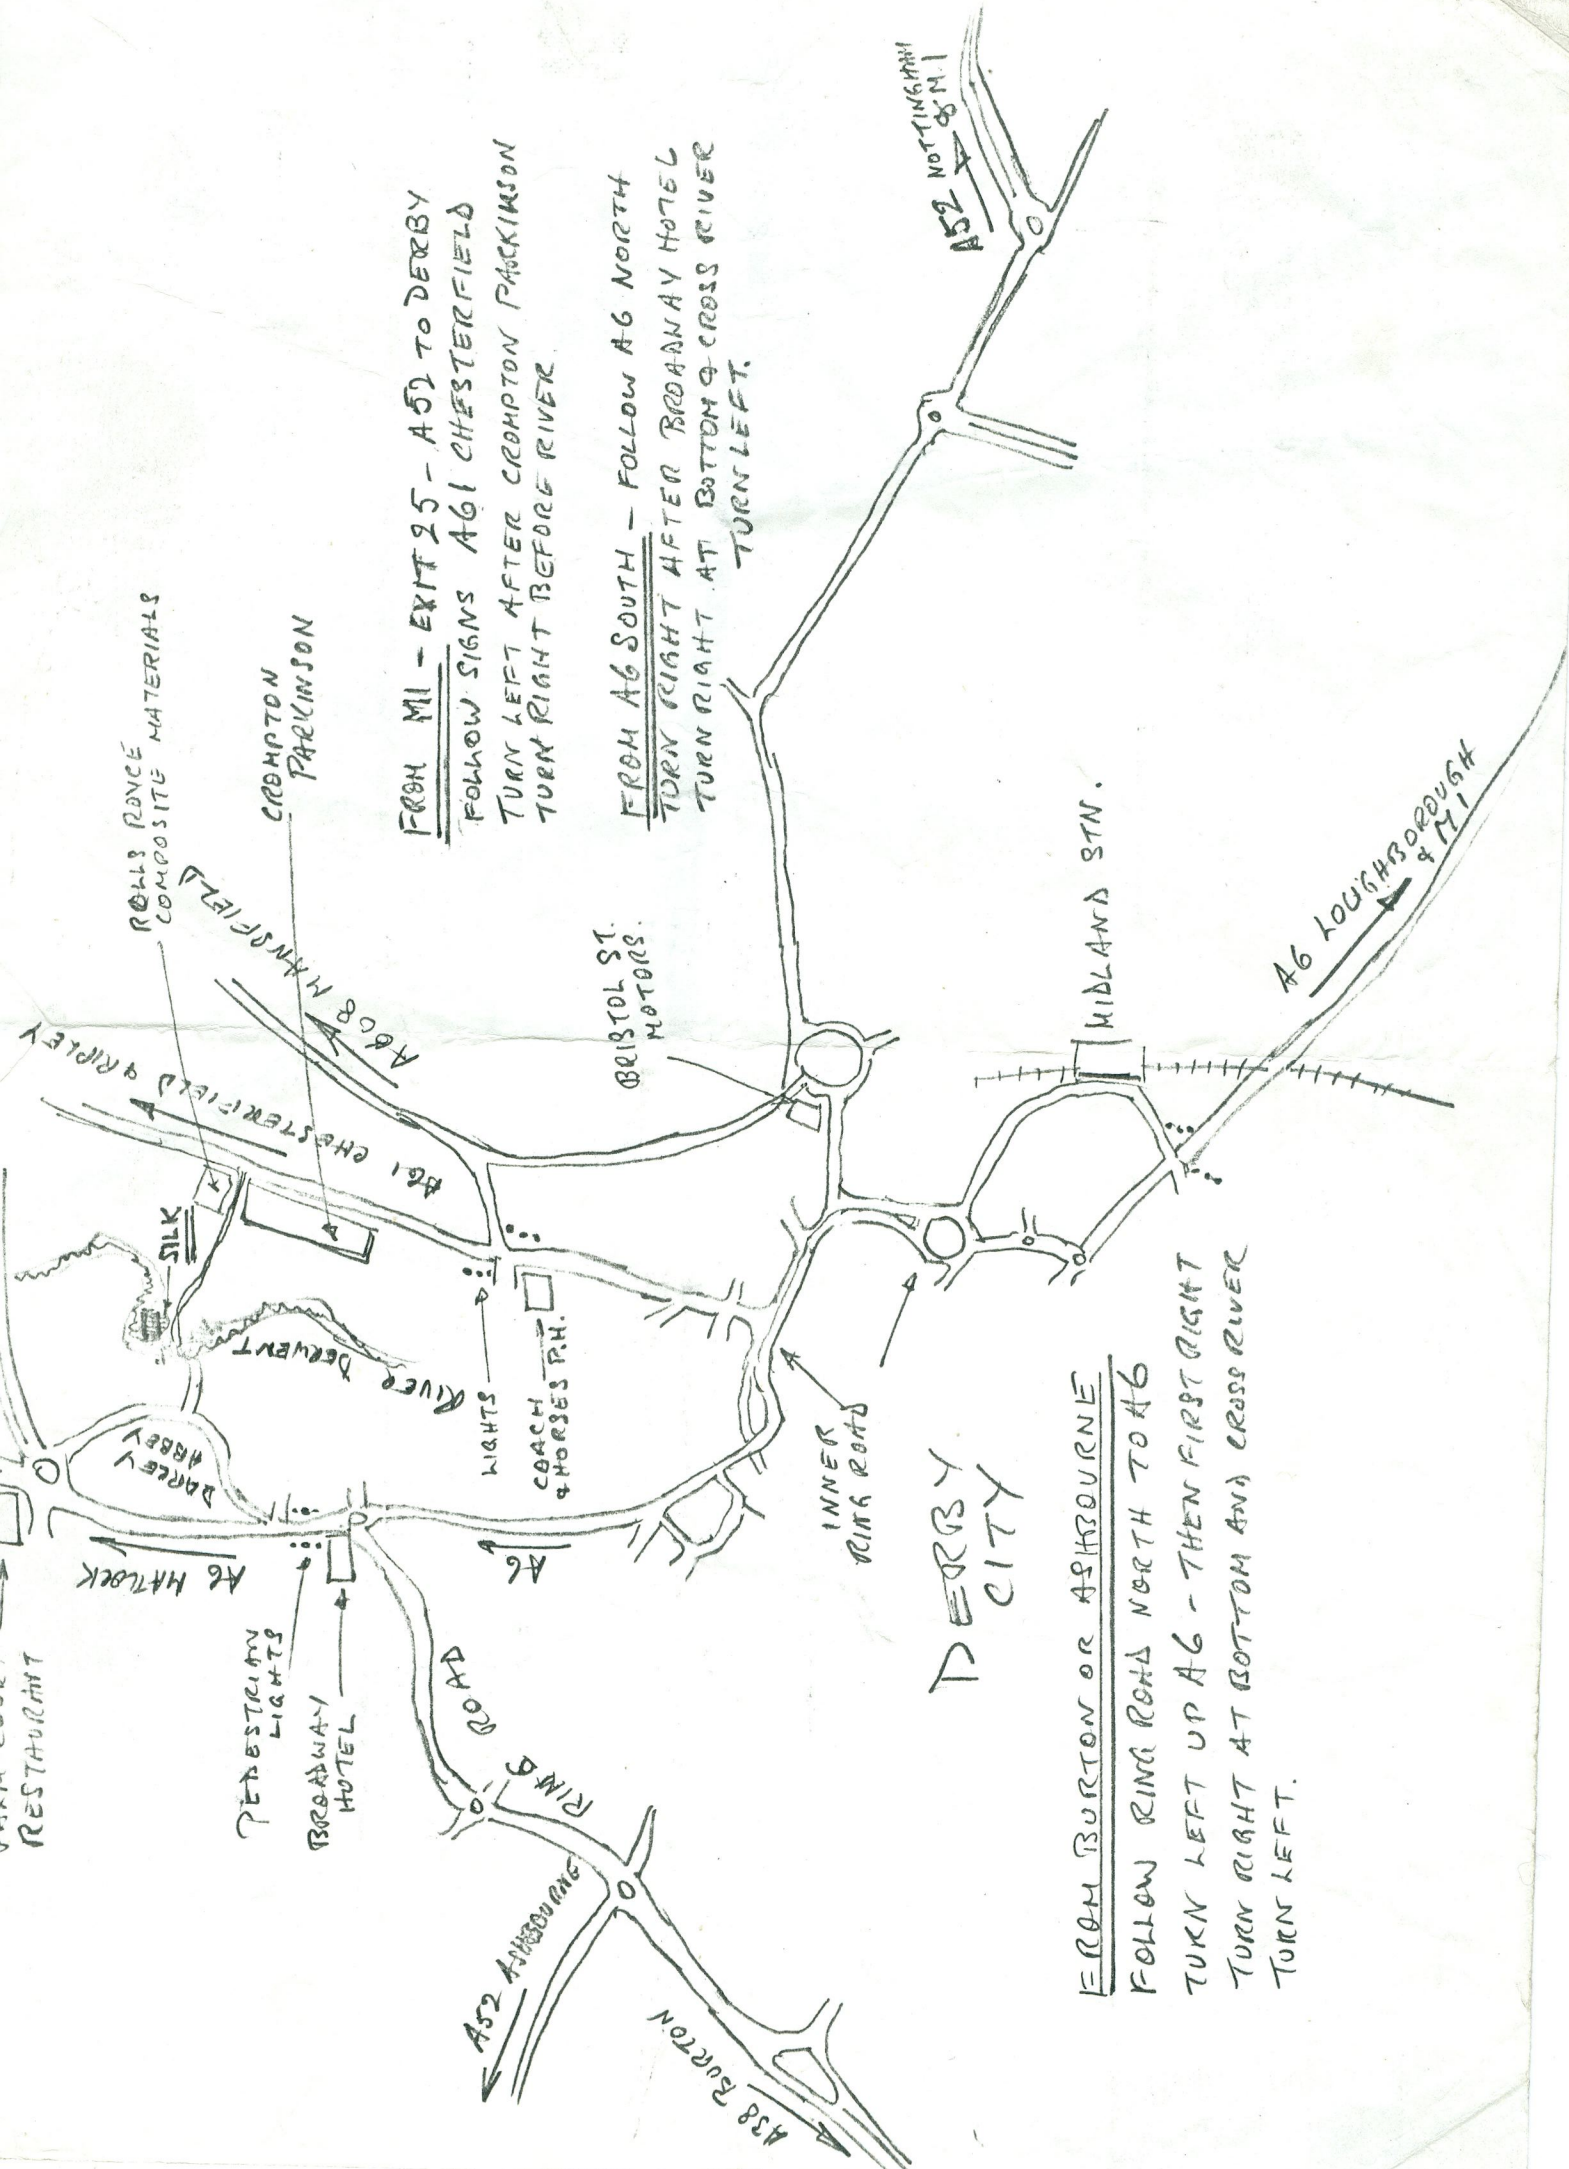 RESTAURANT
PEDESTRIAN
LIGHTS
BROADWAY
HOTEL
A6 MATLOCK
DARLEY
ABBEY
SILK
RIVER DERWENT
ROLLS ROYCE
COMPOSITE MATERIALS
CROMPTON
PARKINSON
A61 CHESTERFIELD & RIPLEY
A608 MANSFIELD
LIGHTS
COACH
& HORSES P.H.
A6
RING ROAD
A52 ASHBOURNE
A38 BURTON
BRISTOL ST.
MOTORS.
INNER
RING ROAD
DERBY
CITY
MIDLAND STN.
A6 LOUGHBOROUGH
& M1
A52 NOTTINGHAM
& M1
FROM M1 - EXIT 25 - A52 TO DERBY
FOLLOW SIGNS A61 CHESTERFIELD
TURN LEFT AFTER CROMPTON PARKINSON
TURN RIGHT BEFORE RIVER.
FROM A6 SOUTH - FOLLOW A6 NORTH
TURN RIGHT AFTER BROADWAY HOTEL
TURN RIGHT AT BOTTOM & CROSS RIVER
TURN LEFT.
FROM BURTON OR ASHBOURNE
FOLLOW RING ROAD NORTH TO A6
TURN LEFT UP A6 - THEN FIRST RIGHT
TURN RIGHT AT BOTTOM AND CROSS RIVER
TURN LEFT.